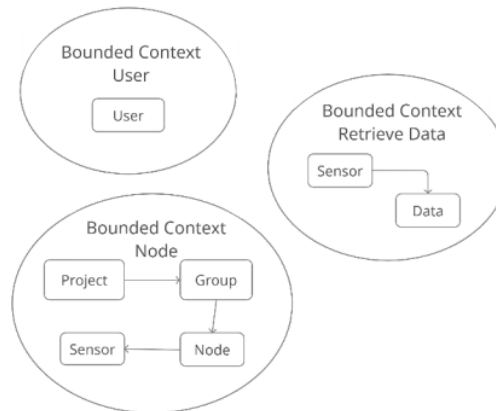 Bounded Context
User
User
Bounded Context
Retrieve Data
Sensor
Data
Bounded Context
Node
Project
Group
Sensor
Node